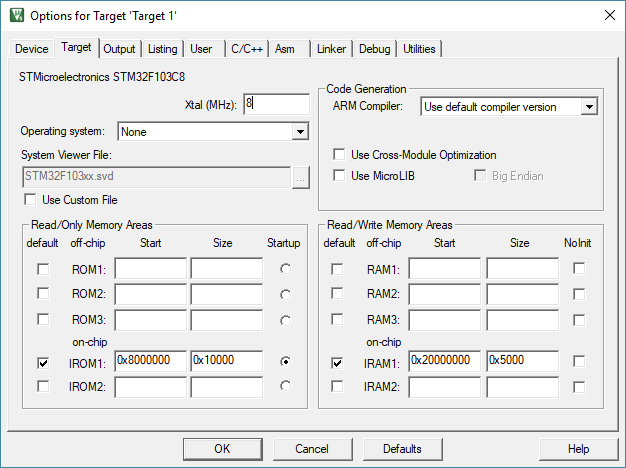 Options for Target 'Target 1'
Device Target Output Listing User C/C++ Asm Linker Debug Utilities
STMicroelectronics STM32F103C8
Xtal (MHz): 8
Operating system: None
System Viewer File:
STM32F103xx.svd ...
Use Custom File
Code Generation
ARM Compiler: Use default compiler version
Use Cross-Module Optimization
Use MicroLIB Big Endian
Read/Only Memory Areas
default off-chip Start Size Startup
ROM1:
ROM2:
ROM3:
on-chip
IROM1: 0x8000000 0x10000
IROM2:
Read/Write Memory Areas
default off-chip Start Size NoInit
RAM1:
RAM2:
RAM3:
on-chip
IRAM1: 0x20000000 0x5000
IRAM2:
OK Cancel Defaults Help